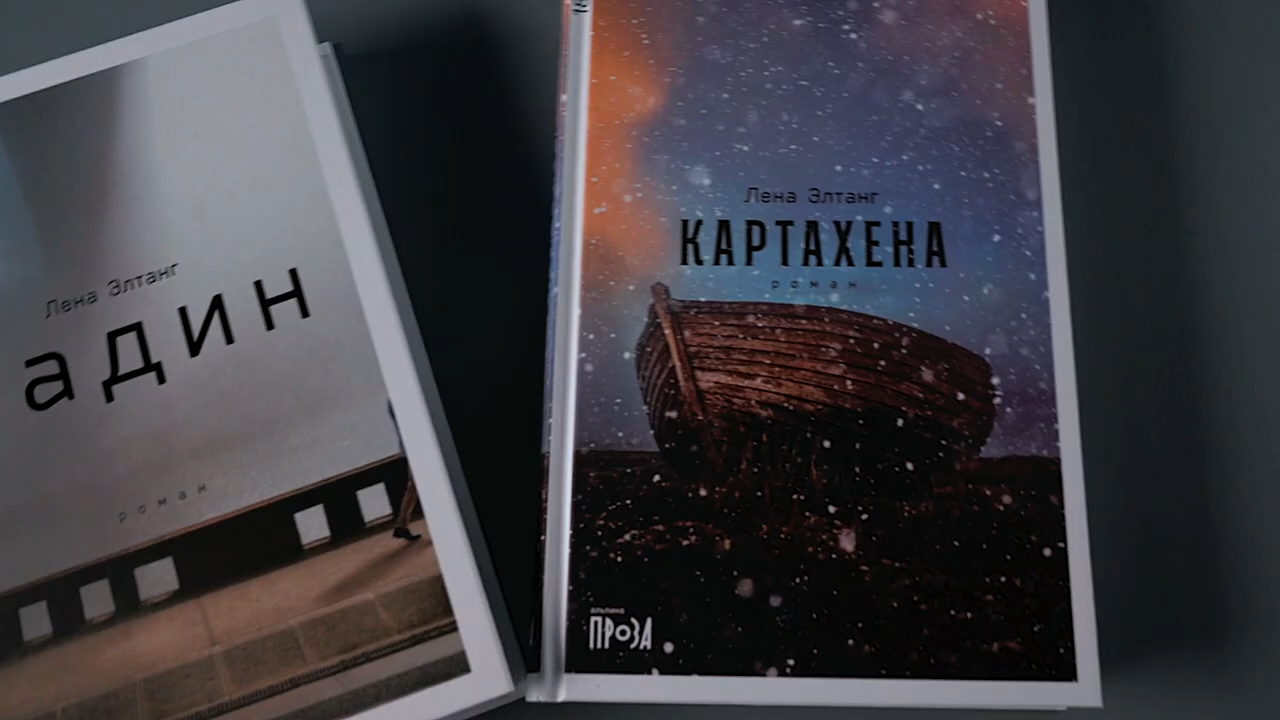 Лена Элтанг
адин
роман
Лена Элтанг
КАРТАХЕНА
роман
альпина
ПРОЗА